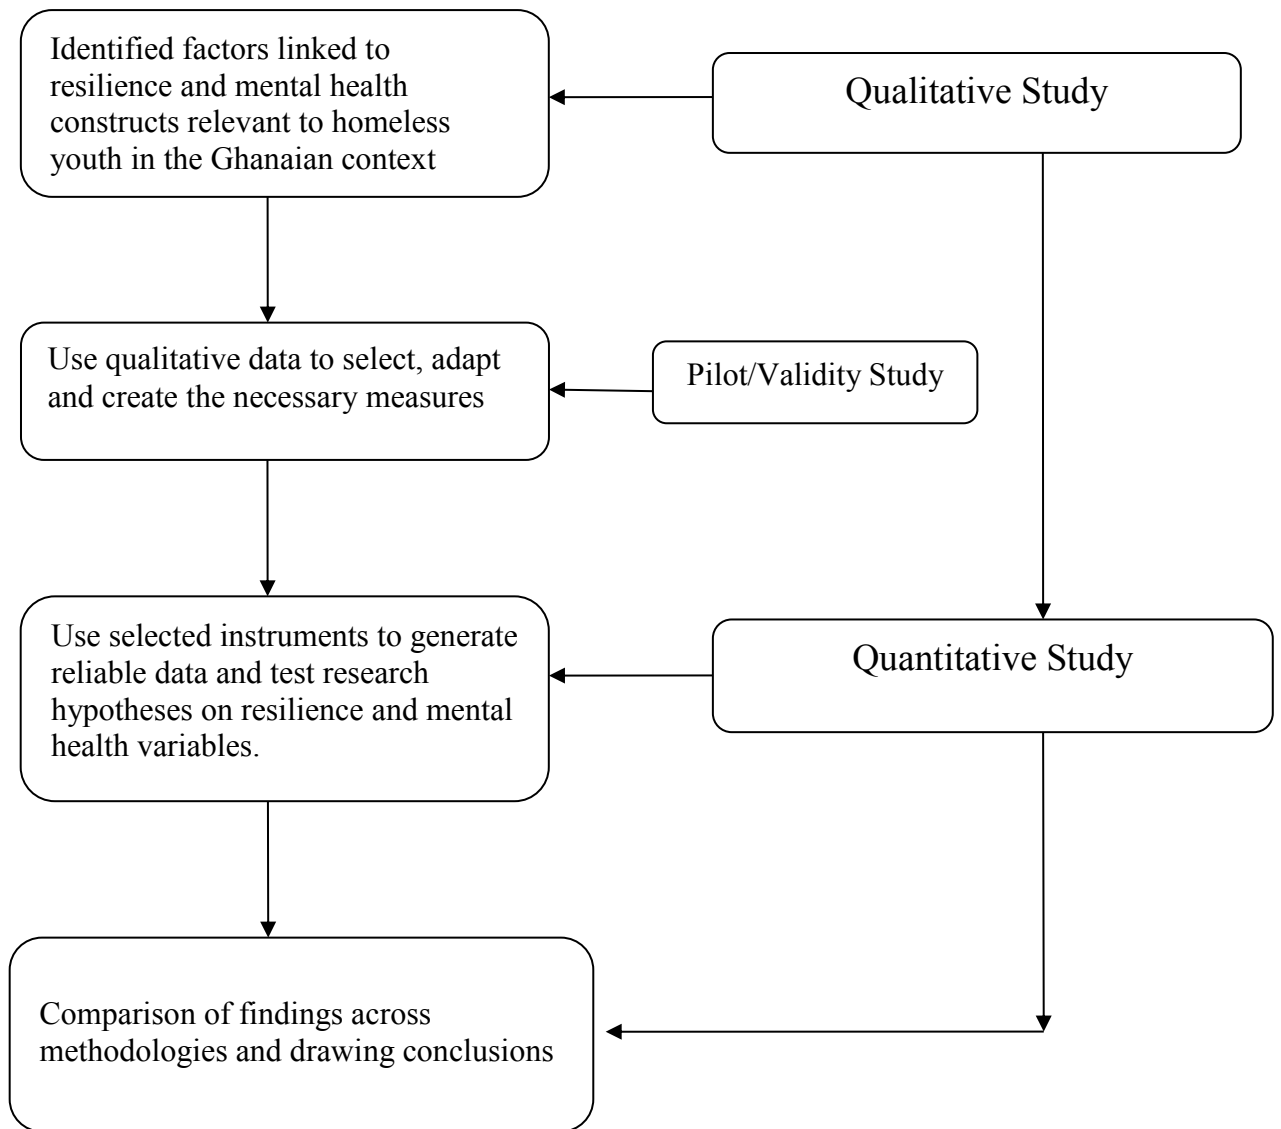 Identified factors linked to
resilience and mental health
constructs relevant to homeless
youth in the Ghanaian context
Qualitative Study
Use qualitative data to select, adapt
and create the necessary measures
Pilot/Validity Study
Use selected instruments to generate
reliable data and test research
hypotheses on resilience and mental
health variables.
Quantitative Study
Comparison of findings across
methodologies and drawing conclusions